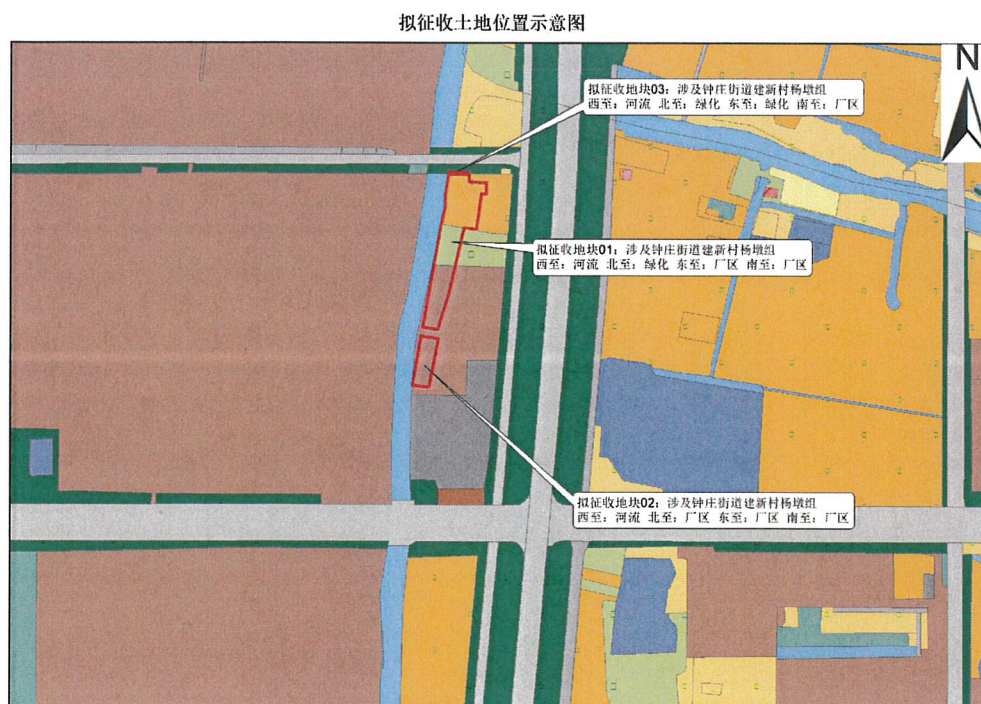 拟征收土地位置示意图
N
拟征收地块03：涉及钟庄街道建新村杨墩组
西至：河流 北至：绿化 东至：绿化 南至：厂区
拟征收地块01：涉及钟庄街道建新村杨墩组
西至：河流 北至：绿化 东至：厂区 南至：厂区
拟征收地块02：涉及钟庄街道建新村杨墩组
西至：河流 北至：厂区 东至：厂区 南至：厂区